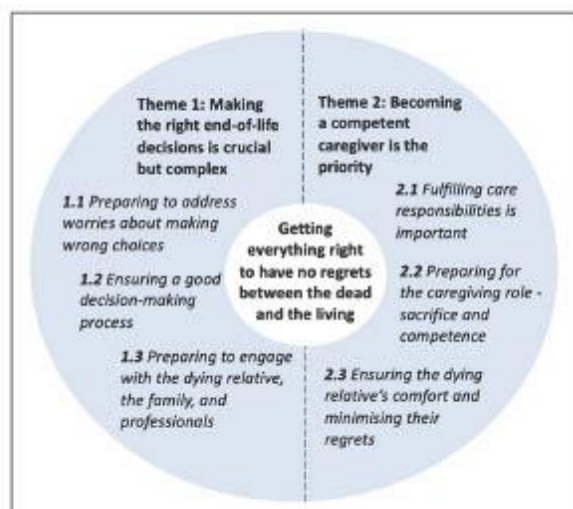 Theme 1: Making
the right end-of-life
decisions is crucial
but complex
1.1 Preparing to address
worries about making
wrong choices
1.2 Ensuring a good
decision-making
process
1.3 Preparing to engage
with the dying relative,
the family, and
professionals
Getting
everything right
to have no regrets
between the dead
and the living
Theme 2: Becoming
a competent
caregiver is the
priority
2.1 Fulfilling care
responsibilities is
important
2.2 Preparing for
the caregiving role -
sacrifice and
competence
2.3 Ensuring the dying
relative's comfort and
minimising their
regrets